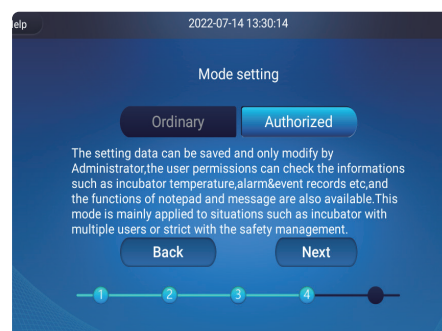 elp
2022-07-14 13:30:14
Mode setting
Ordinary
Authorized
The setting data can be saved and only modify by
Administrator,the user permissions can check the informations
such as incubator temperature,alarm&event records etc,and
the functions of notepad and message are also available.This
mode is mainly applied to situations such as incubator with
multiple users or strict with the safety management.
Back
Next
1 2 3 4